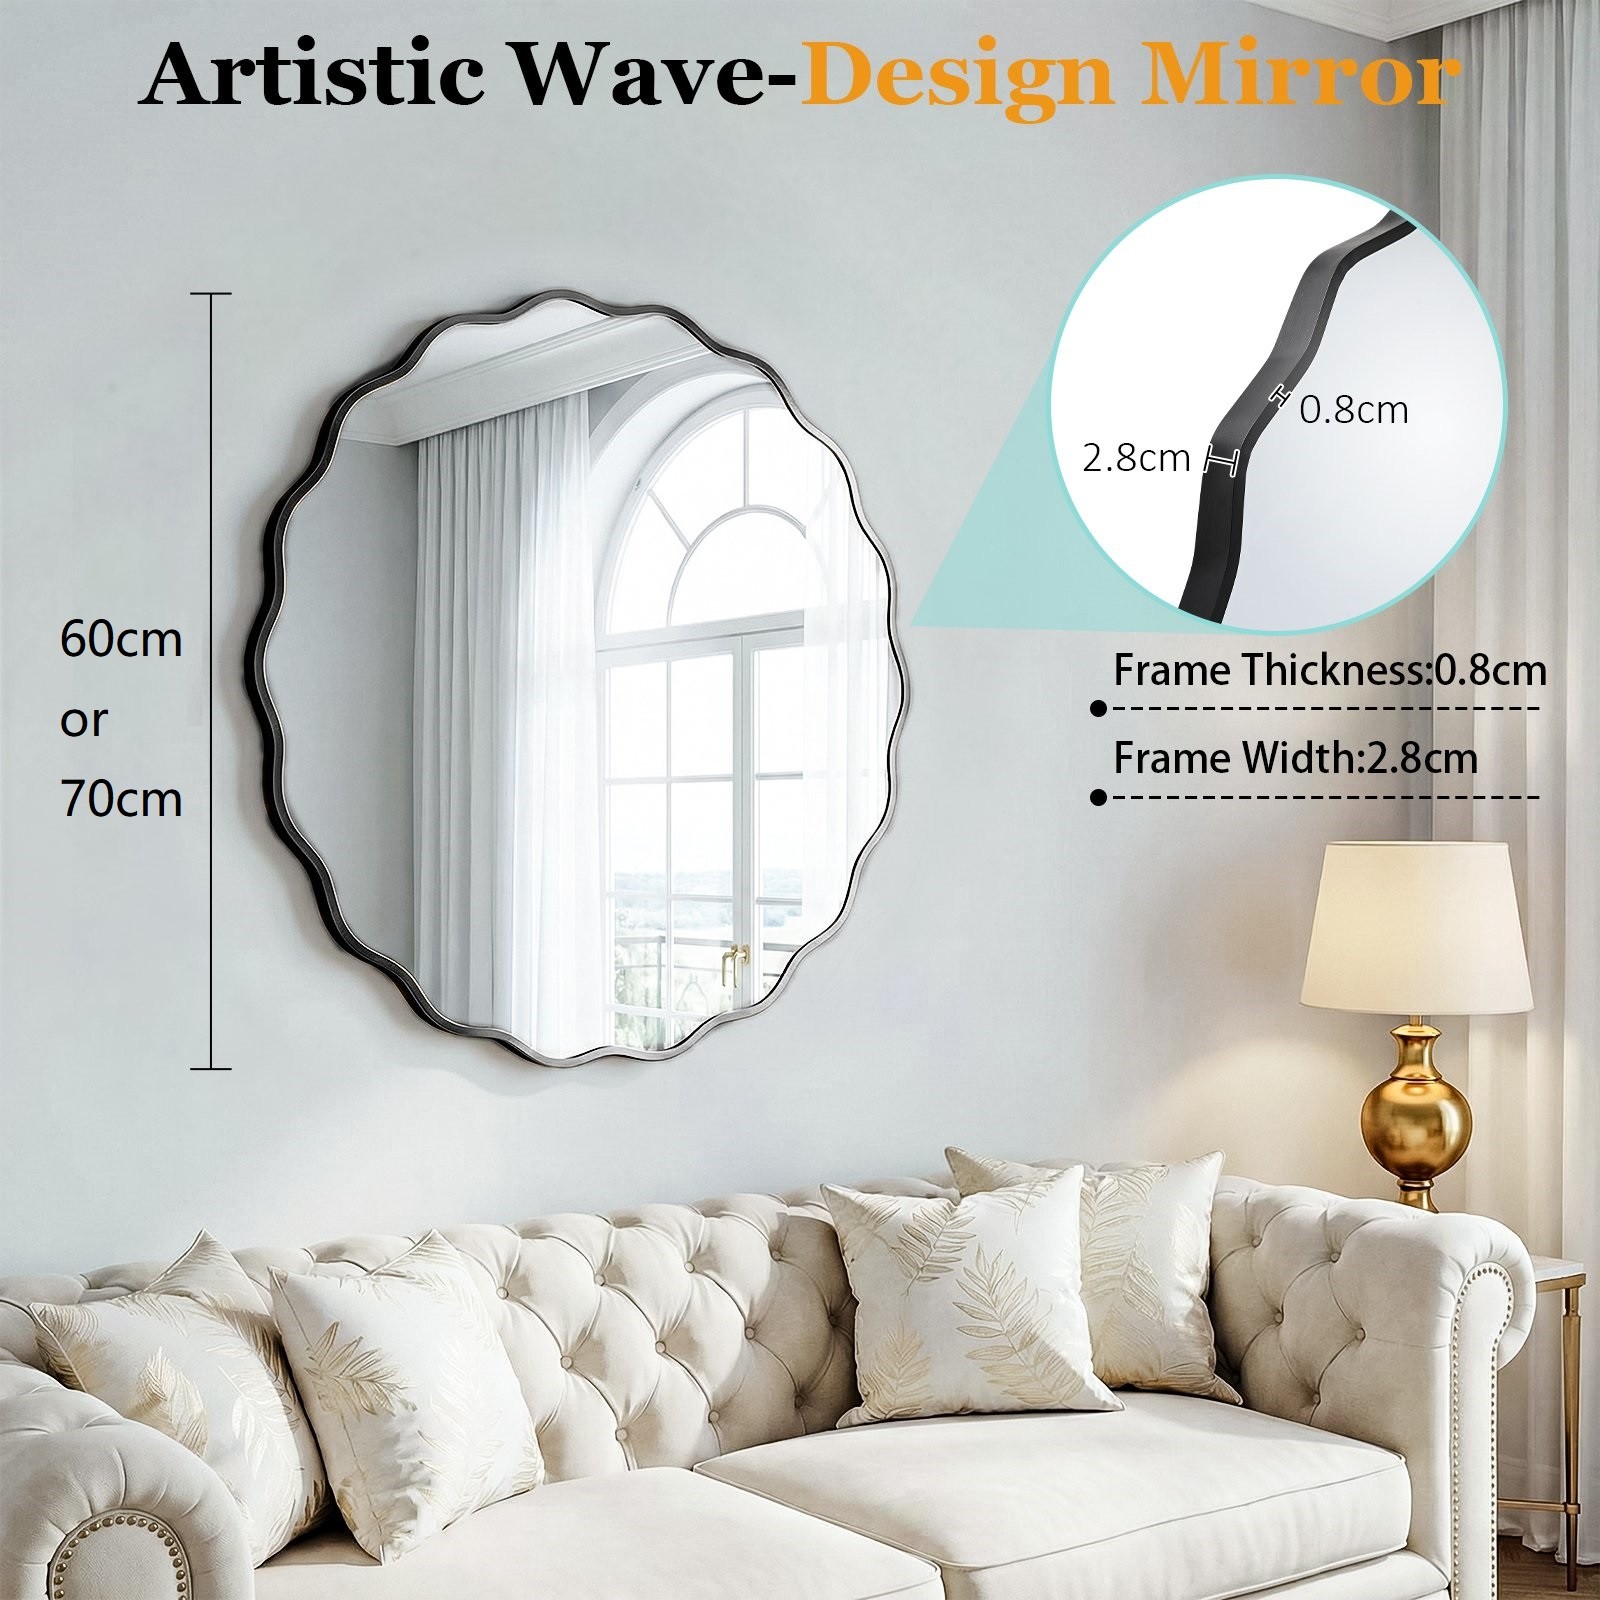 Artistic Wave-Design Mirror
0.8cm
2.8cm
Frame Thickness:0.8cm
Frame Width:2.8cm
60cm
or
70cm